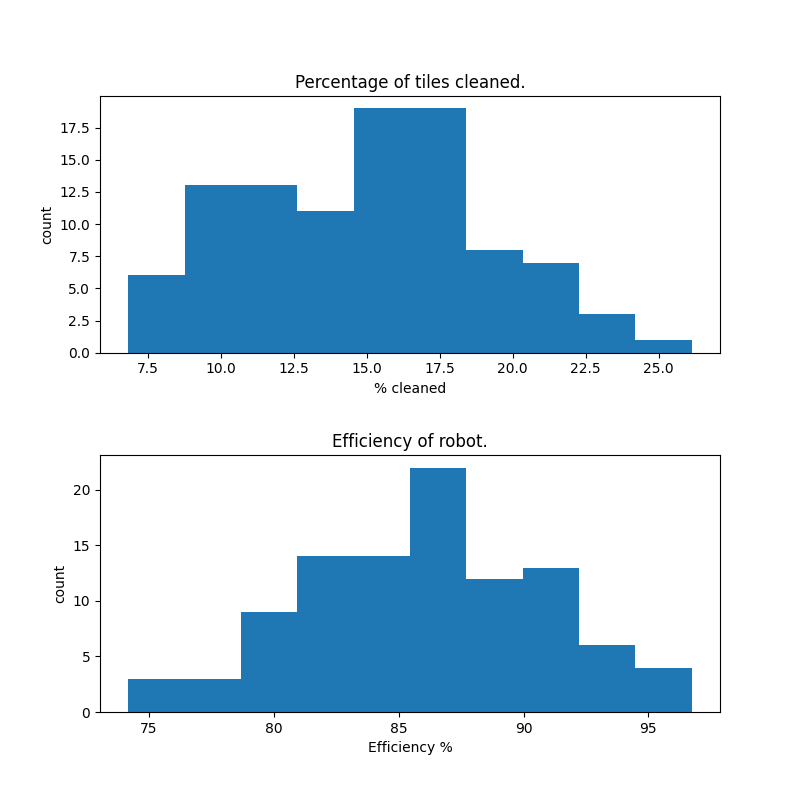 Percentage of tiles cleaned.
17.5
15.0
12.5
10.0
7.5
5.0
2.5
0.0
count
7.5 10.0 12.5 15.0 17.5 20.0 22.5 25.0
% cleaned
Efficiency of robot.
20
15
10
5
0
count
75 80 85 90 95
Efficiency %